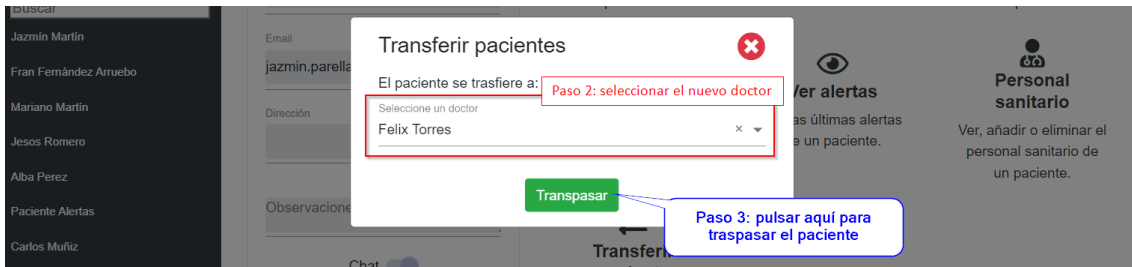 Buscar
Jazmín Martín
Fran Fernández Arruebo
Mariano Martín
Jesos Romero
Alba Perez
Paciente Alertas
Carlos Muñiz
Email
jazmin.parella
Dirección
Observacione
Chat
Transferir pacientes
El paciente se trasfiere a:
Paso 2: seleccionar el nuevo doctor
Seleccione un doctor
Felix Torres
Transpasar
Paso 3: pulsar aquí para
traspasar el paciente
Ver alertas
as últimas alertas
e un paciente.
Personal
sanitario
Ver, añadir o eliminar el
personal sanitario de
un paciente.
Transferir